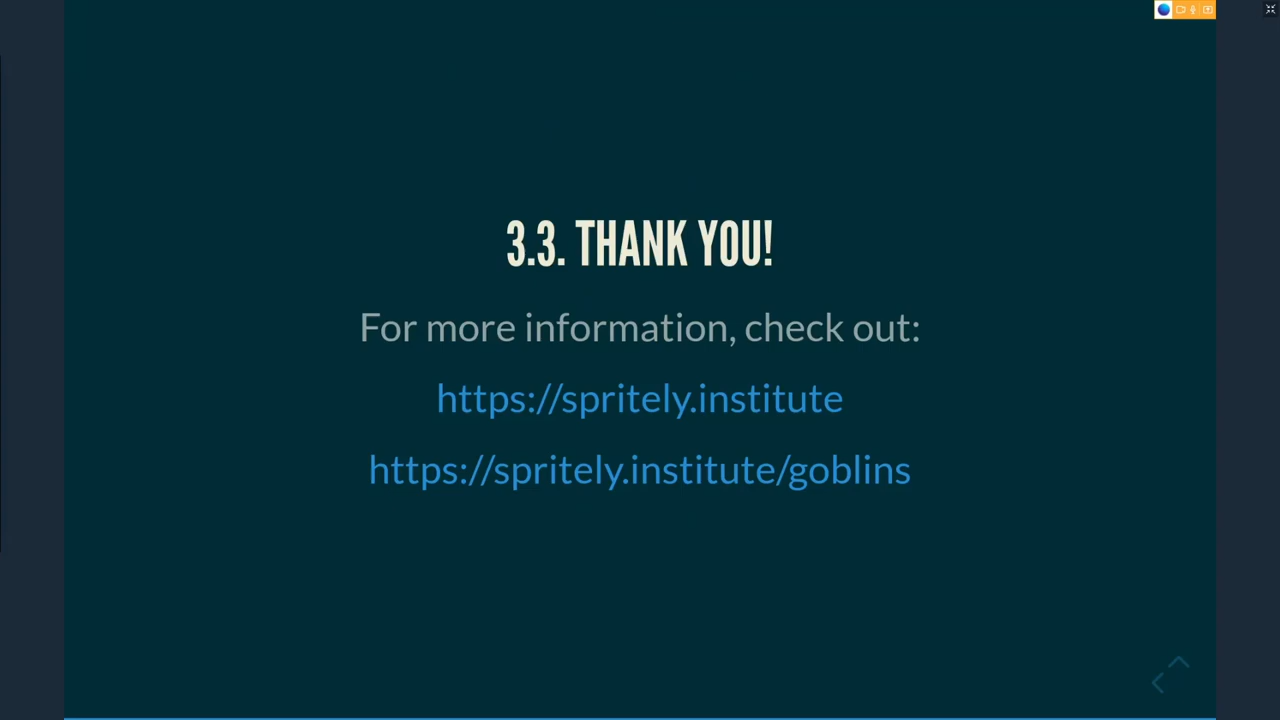 3.3. THANK YOU!
For more information, check out:
https://spritely.institute
https://spritely.institute/goblins